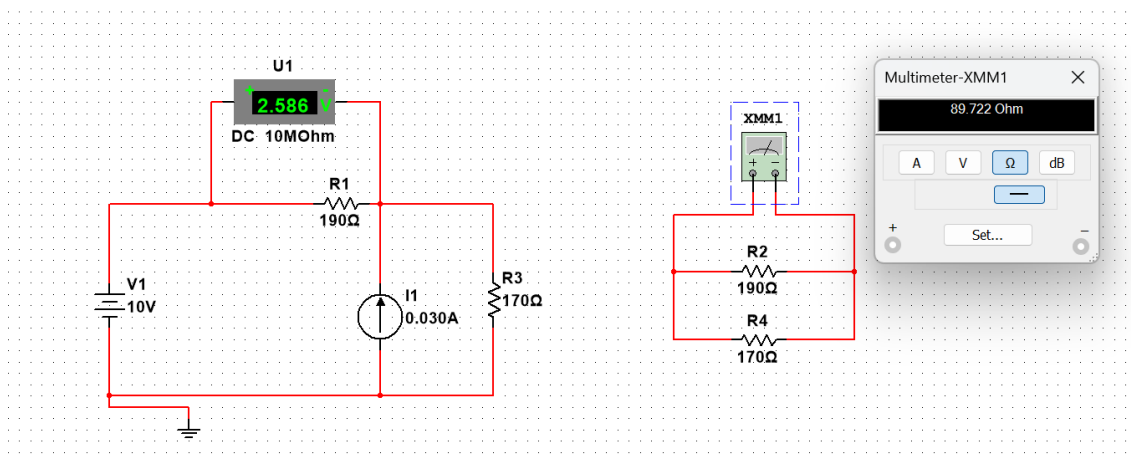 U1
+ -
2.586 V
DC 10MOhm
R1
190Ω
V1
10V
I1
0.030A
R3
170Ω
XMM1
+ -
R2
190Ω
R4
170Ω
Multimeter-XMM1
89.722 Ohm
A V Ω dB
+ -
Set...